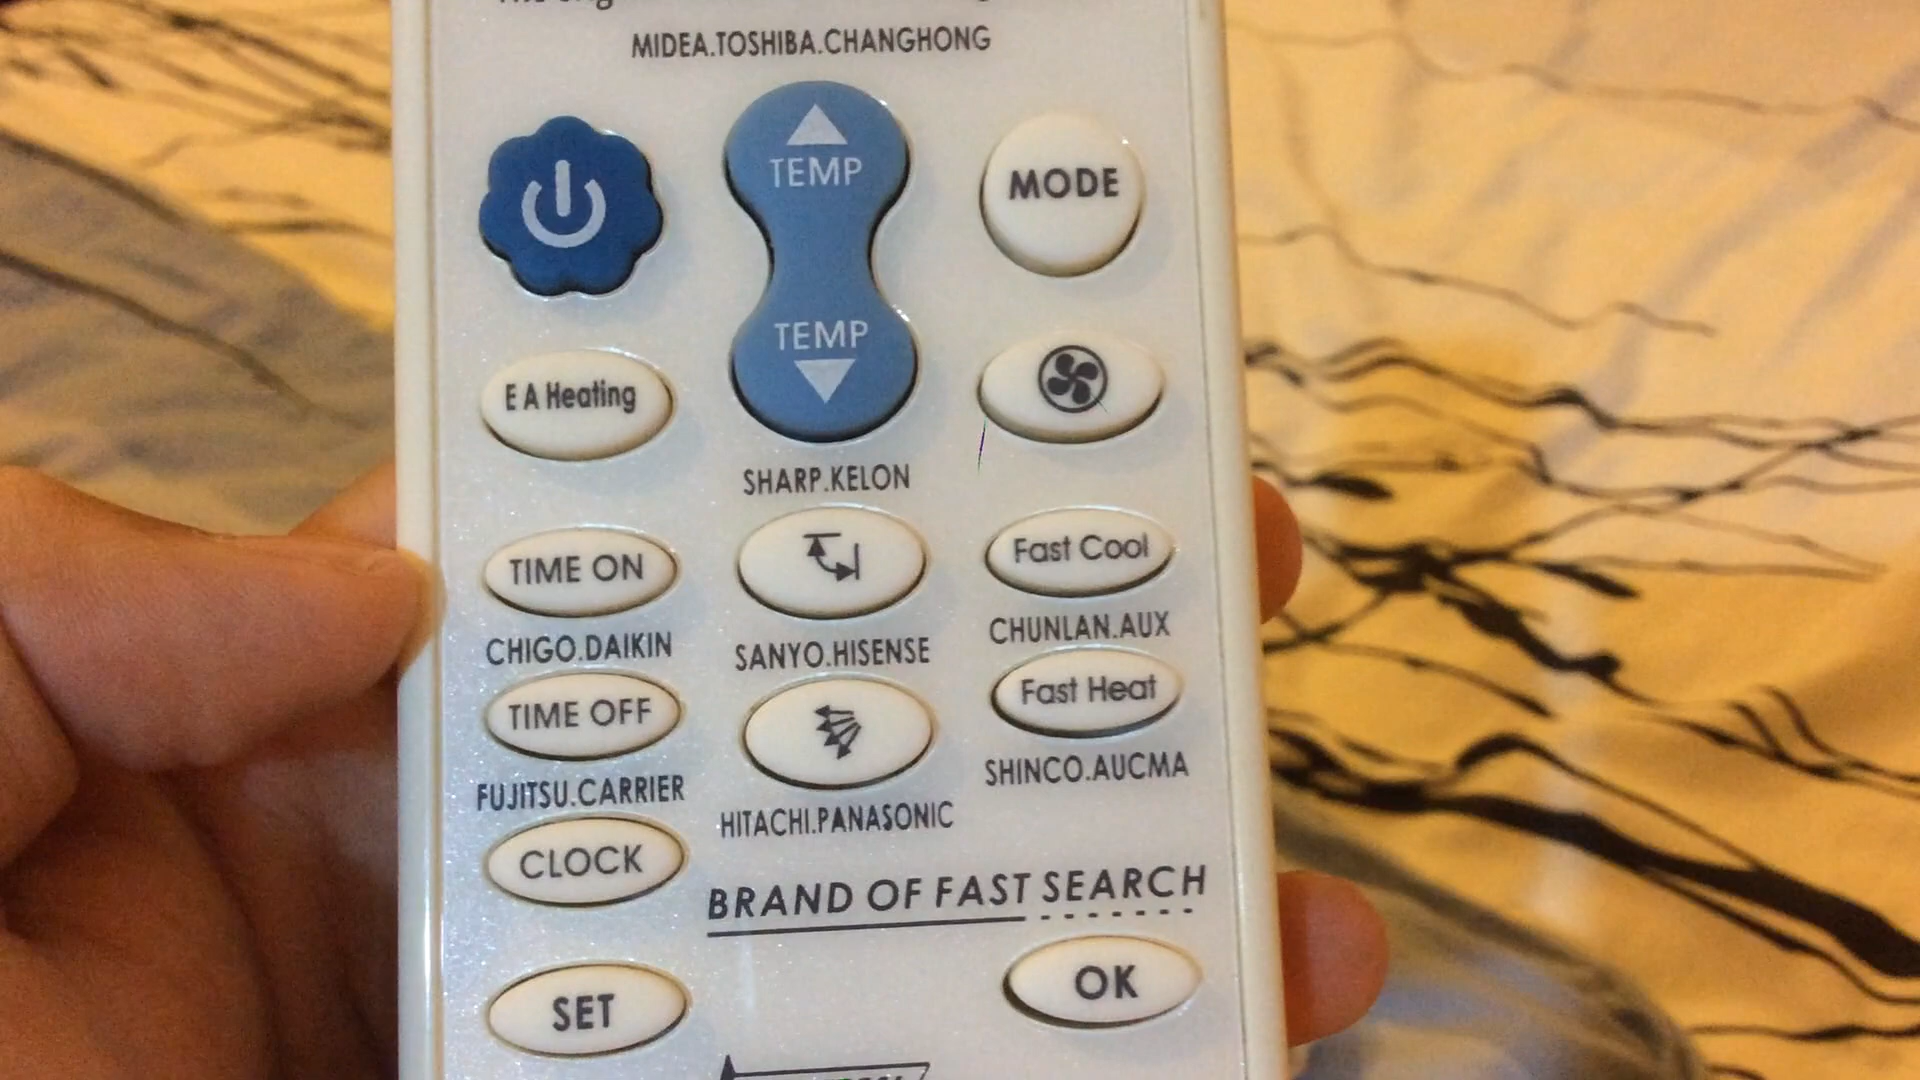 MIDEA.TOSHIBA.CHANGHONG
TEMP
MODE
TEMP
E A Heating
SHARP.KELON
TIME ON
Fast Cool
CHIGO.DAIKIN
SANYO.HISENSE
CHUNLAN.AUX
TIME OFF
Fast Heat
FUJITSU.CARRIER
HITACHI.PANASONIC
SHINCO.AUCMA
CLOCK
BRAND OF FAST SEARCH
SET
OK